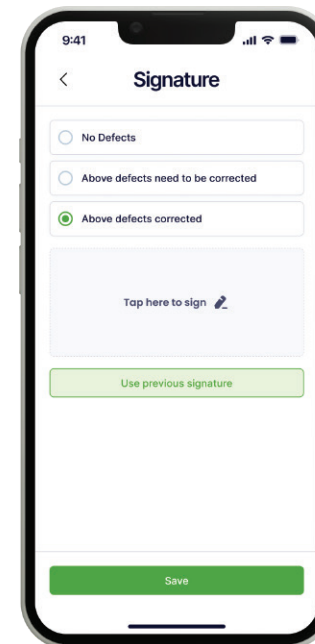 9:41
Signature
No Defects
Above defects need to be corrected
Above defects corrected
Tap here to sign
Use previous signature
Save